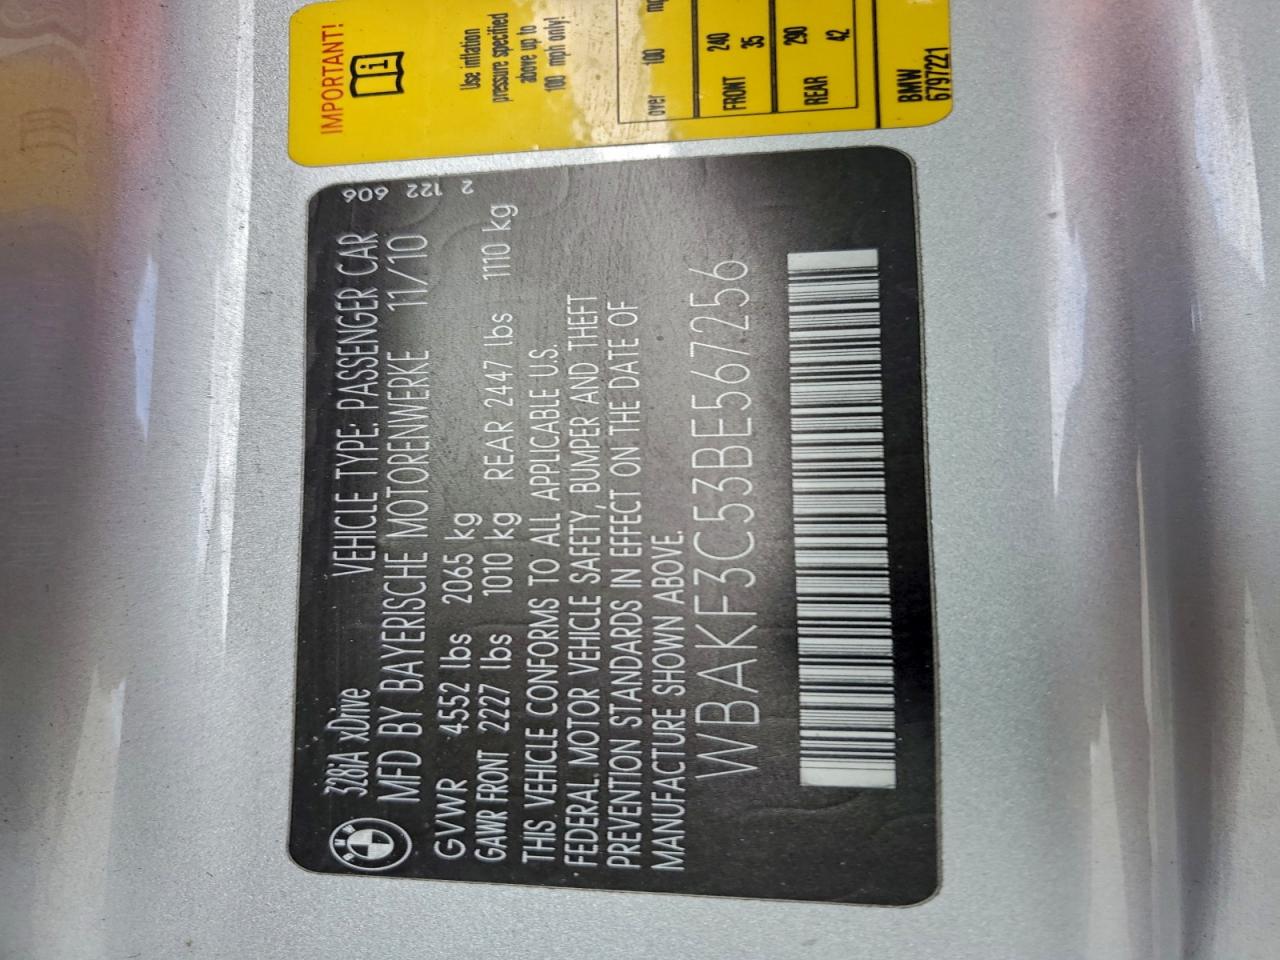 IMPORTANT!
Use inflation
pressure specified
above up to
100 mph only!
over 100
FRONT 240
35
REAR 290
42
BMW
6797221
328iA xDrive VEHICLE TYPE: PASSENGER CAR
MFD BY BAYERISCHE MOTORENWERKE 11/10
GVWR 4552 lbs 2065 kg
GAWR FRONT 2227 lbs 1010 kg REAR 2447 lbs 1110 kg
THIS VEHICLE CONFORMS TO ALL APPLICABLE U.S.
FEDERAL MOTOR VEHICLE SAFETY, BUMPER AND THEFT
PREVENTION STANDARDS IN EFFECT ON THE DATE OF
MANUFACTURE SHOWN ABOVE.
WBAKF3C53BE567256
2 122 606